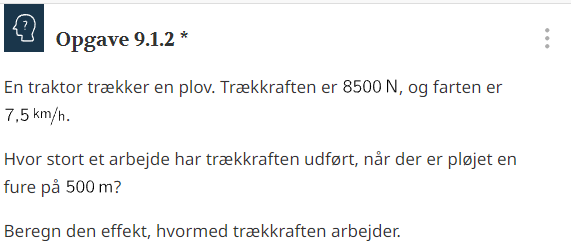 ?
Opgave 9.1.2 *
En traktor trækker en plov. Trækkraften er 8500 N, og farten er
7,5 km/h.
Hvor stort et arbejde har trækkraften udført, når der er pløjet en
fure på 500 m?
Beregn den effekt, hvormed trækkraften arbejder.